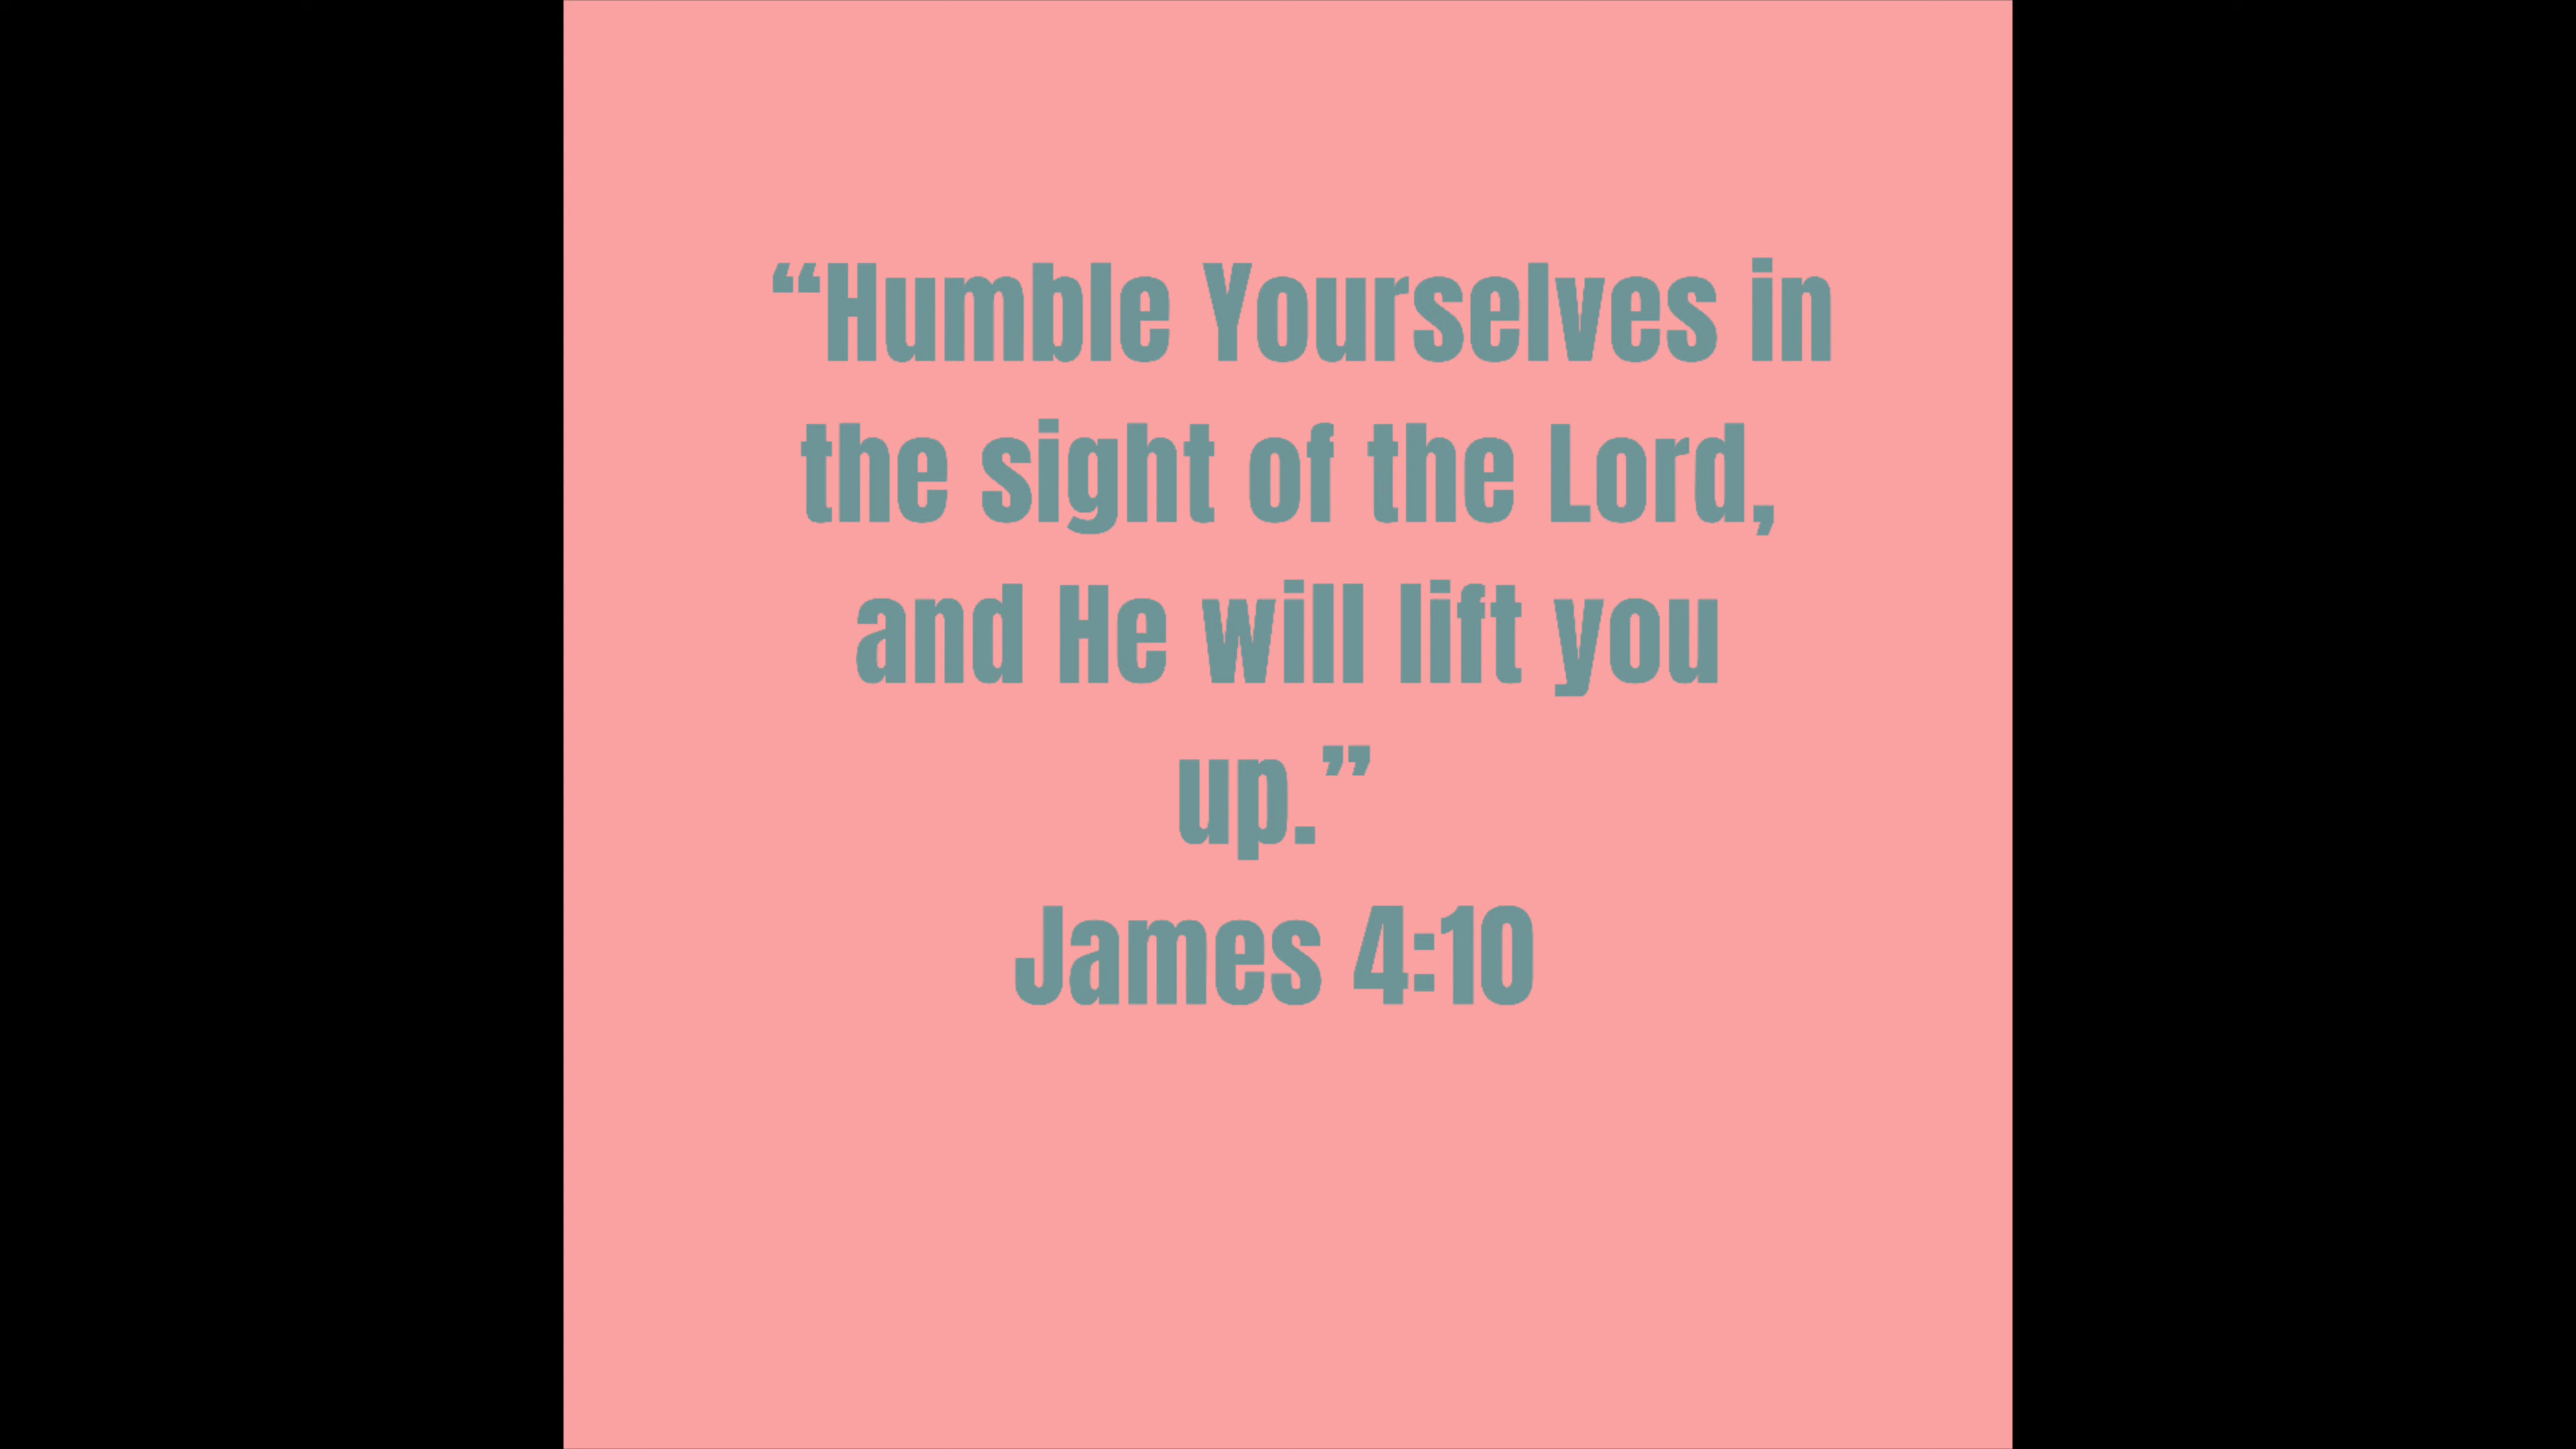 “Humble Yourselves in
the sight of the Lord,
and He will lift you
up.”
James 4:10